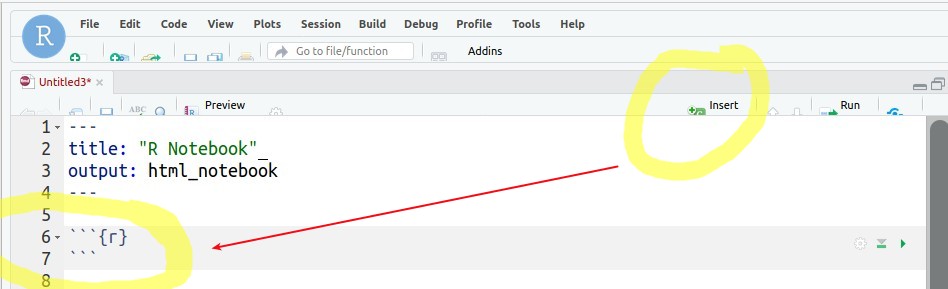 R File Edit Code View Plots Session Build Debug Profile Tools Help
Go to file/function Addins
Untitled3*
ABC Preview Insert Run
1 ---
2 title: "R Notebook"_
3 output: html_notebook
4 ---
5
6 ```{r}
7 ```
8